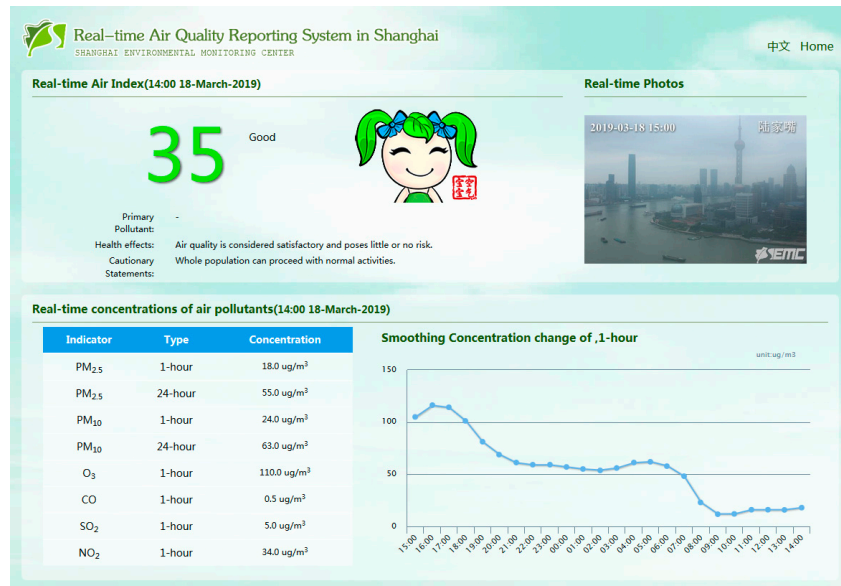 Real-time Air Quality Reporting System in Shanghai
SHANGHAI ENVIRONMENTAL MONITORING CENTER
中文 Home
Real-time Air Index(14:00 18-March-2019)
35
Good
Primary Pollutant: -
Health effects: Air quality is considered satisfactory and poses little or no risk.
Cautionary Statements: Whole population can proceed with normal activities.
Real-time Photos
2019-03-18 15:00 陆家嘴
SEMC
Real-time concentrations of air pollutants(14:00 18-March-2019)
Indicator Type Concentration
PM2.5 1-hour 18.0 ug/m3
PM2.5 24-hour 55.0 ug/m3
PM10 1-hour 24.0 ug/m3
PM10 24-hour 63.0 ug/m3
O3 1-hour 110.0 ug/m3
CO 1-hour 0.5 ug/m3
SO2 1-hour 5.0 ug/m3
NO2 1-hour 34.0 ug/m3
Smoothing Concentration change of ,1-hour
unit:ug/m3
150
100
50
0
15:00 16:00 17:00 18:00 19:00 20:00 21:00 22:00 23:00 00:00 01:00 02:00 03:00 04:00 05:00 06:00 07:00 08:00 09:00 10:00 11:00 12:00 13:00 14:00